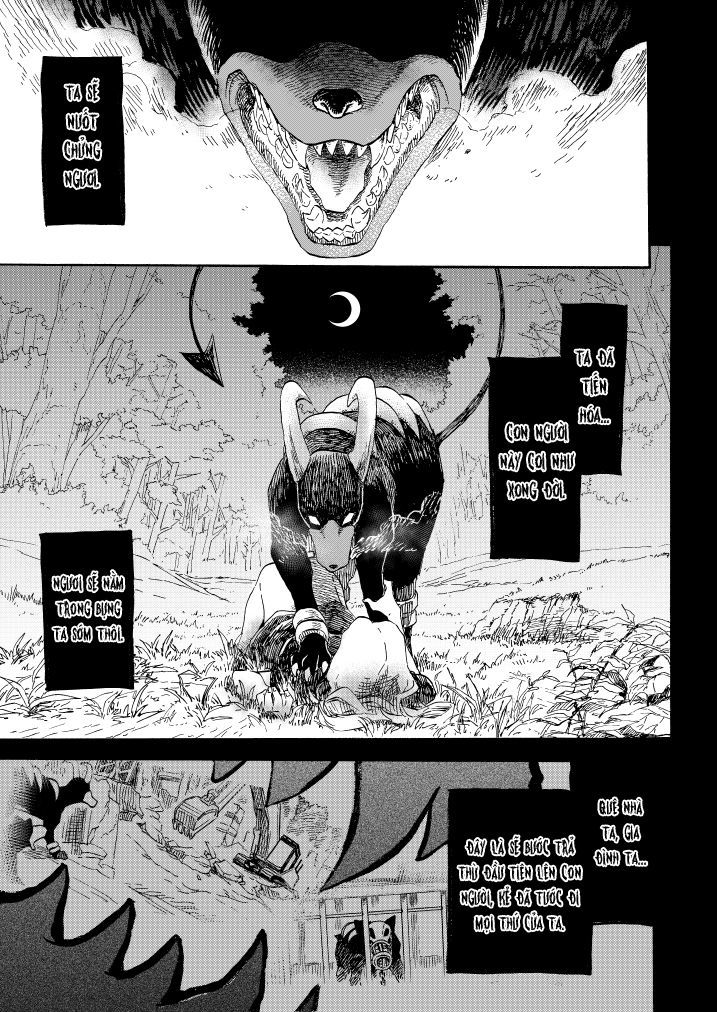 TA SẼ
NUỐT
CHỬNG
NGƯƠI.
TA ĐÃ
TIẾN
HÓA...
CON NGƯỜI
NÀY COI NHƯ
XONG ĐỜI.
NGƯƠI SẼ NẰM
TRONG BỤNG
TA SỚM THÔI.
QUÊ NHÀ
TA, GIA
ĐÌNH TA...
ĐÂY LÀ SẼ BƯỚC TRẢ
THÙ ĐẦU TIÊN LÊN CON
NGƯỜI, KẺ ĐÃ TƯỚC ĐI
MỌI THỨ CỦA TA.